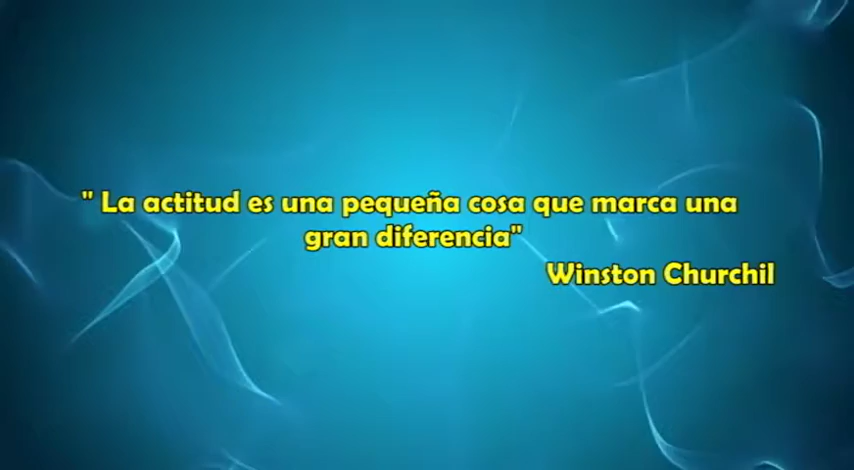 " La actitud es una pequeña cosa que marca una
gran diferencia"
Winston Churchil